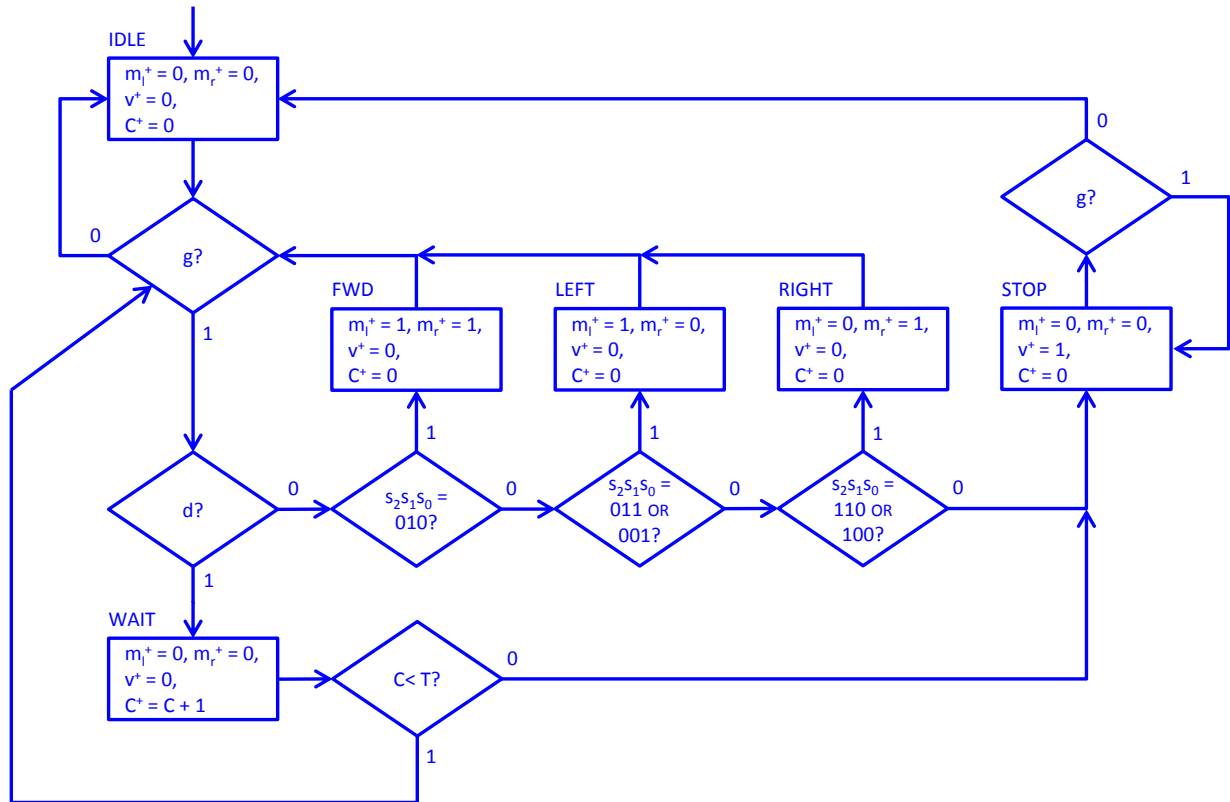 IDLE
mₗ⁺ = 0, mᵣ⁺ = 0,
v⁺ = 0,
C⁺ = 0
0
g?
1
0
g?
1
FWD
mₗ⁺ = 1, mᵣ⁺ = 1,
v⁺ = 0,
C⁺ = 0
LEFT
mₗ⁺ = 1, mᵣ⁺ = 0,
v⁺ = 0,
C⁺ = 0
RIGHT
mₗ⁺ = 0, mᵣ⁺ = 1,
v⁺ = 0,
C⁺ = 0
STOP
mₗ⁺ = 0, mᵣ⁺ = 0,
v⁺ = 1,
C⁺ = 0
1
1
1
d?
0
s₂s₁s₀ =
010?
0
s₂s₁s₀ =
011 OR
001?
0
s₂s₁s₀ =
110 OR
100?
0
1
WAIT
mₗ⁺ = 0, mᵣ⁺ = 0,
v⁺ = 0,
C⁺ = C + 1
C< T?
0
1